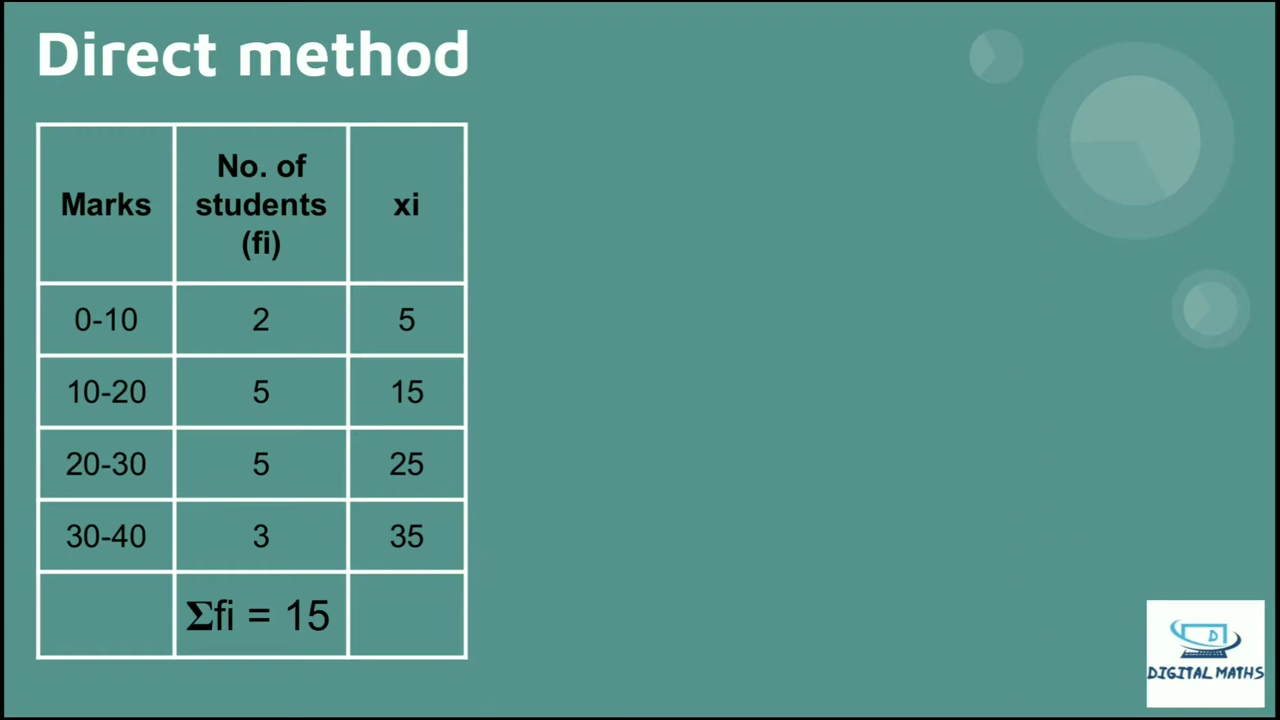 Direct method
Marks No. of students (fi) xi
0-10 2 5
10-20 5 15
20-30 5 25
30-40 3 35
Σfi = 15
D
DIGITAL MATHS